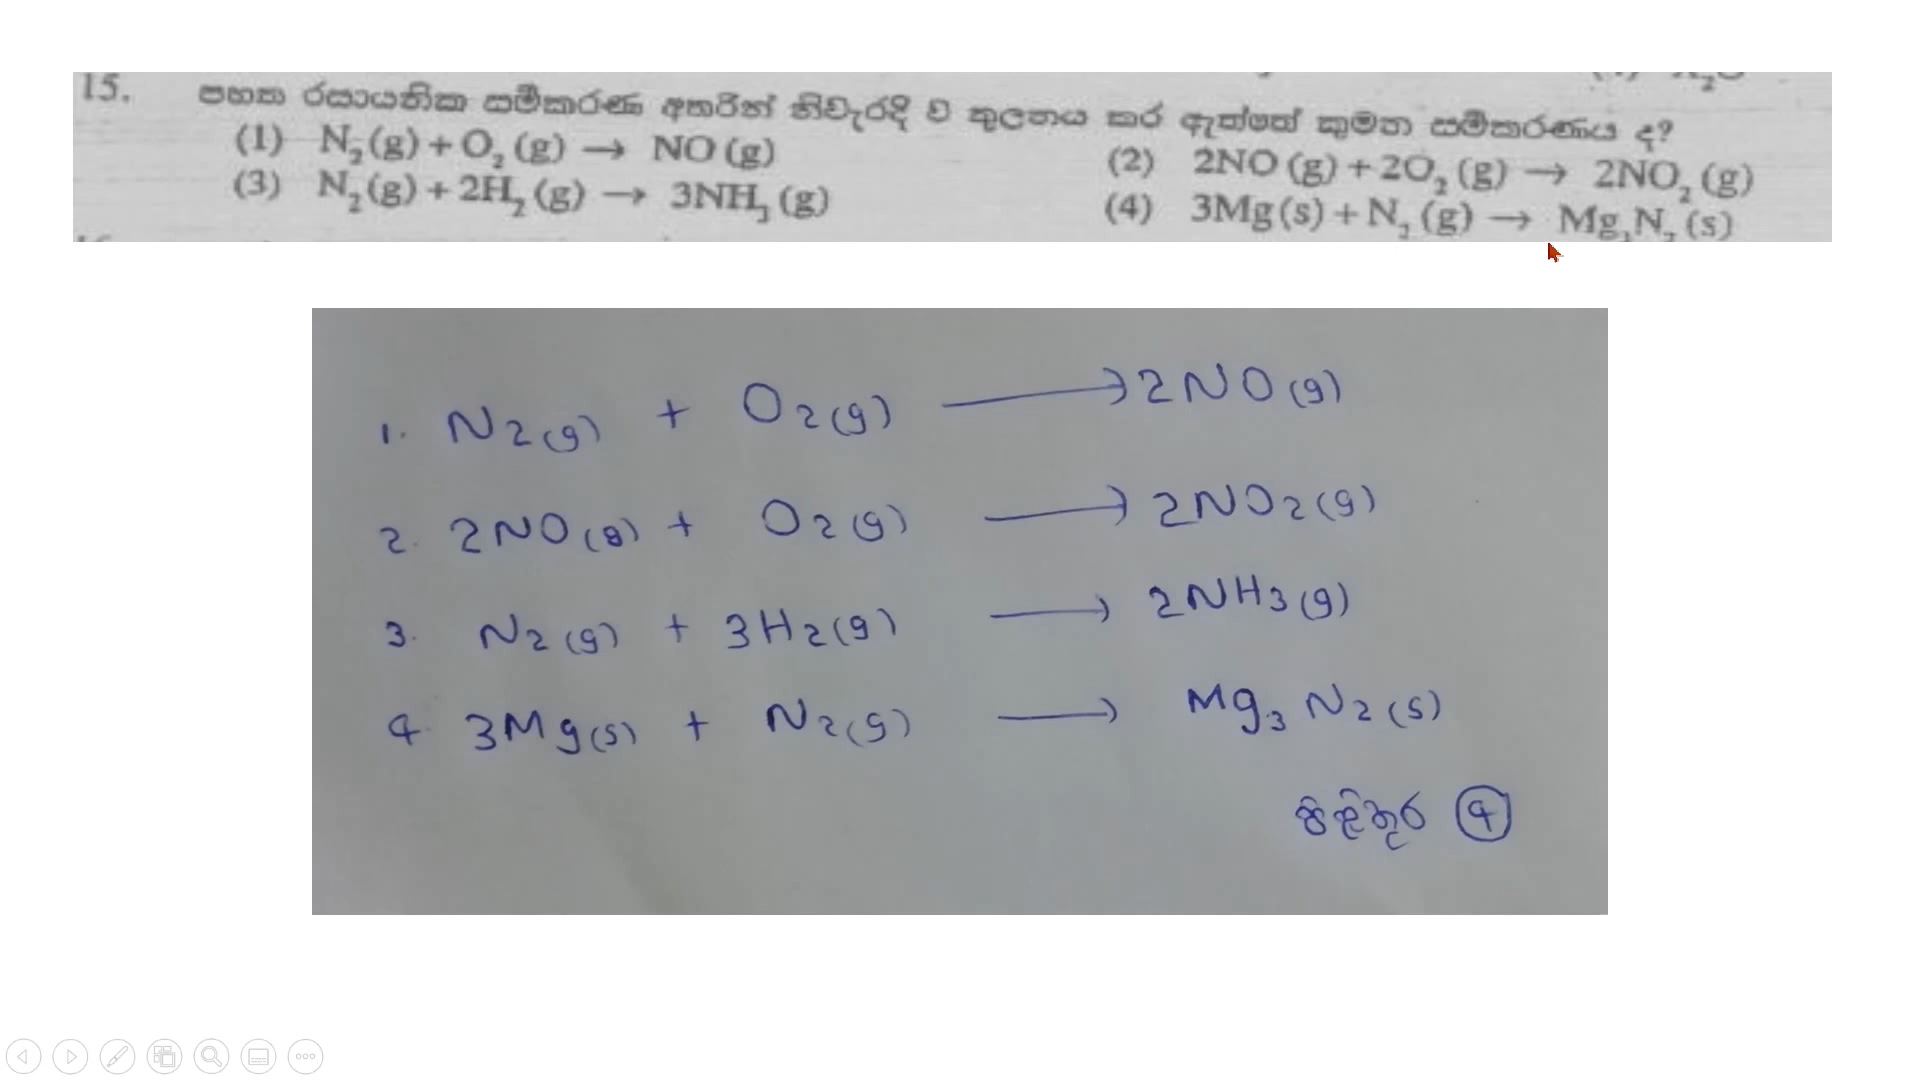 15. පහත රසායනික සමීකරණ අතරින් නිවැරදි ව තුලනය කර ඇත්තේ කුමන සමීකරණය ද?
(1) N₂(g) + O₂(g) → NO(g)
(2) 2NO(g) + 2O₂(g) → 2NO₂(g)
(3) N₂(g) + 2H₂(g) → 3NH₃(g)
(4) 3Mg(s) + N₂(g) → Mg₃N₂(s)
1. N₂(g) + O₂(g) → 2NO(g)
2. 2NO(g) + O₂(g) → 2NO₂(g)
3. N₂(g) + 3H₂(g) → 2NH₃(g)
4. 3Mg(s) + N₂(g) → Mg₃N₂(s)
පිළිතුර 4